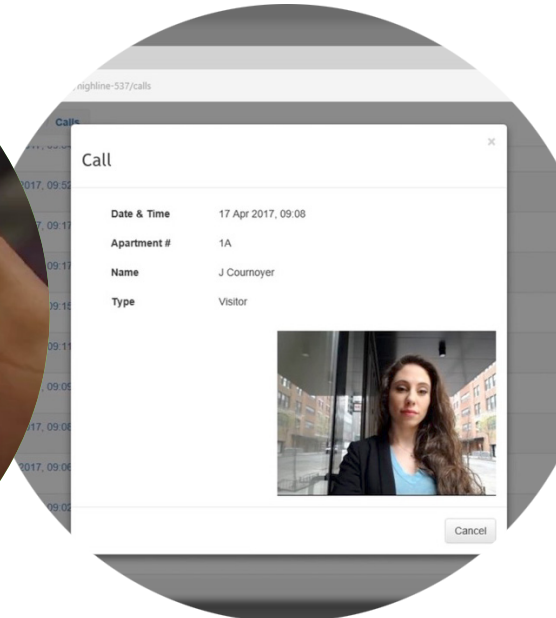 highline-537/calls
Calls
Call
×
Date & Time 17 Apr 2017, 09:08
Apartment # 1A
Name J Cournoyer
Type Visitor
2017, 09:52
09:17
09:17
09:15
09:11
09:05
09:08
2017, 09:06
09:02
Cancel